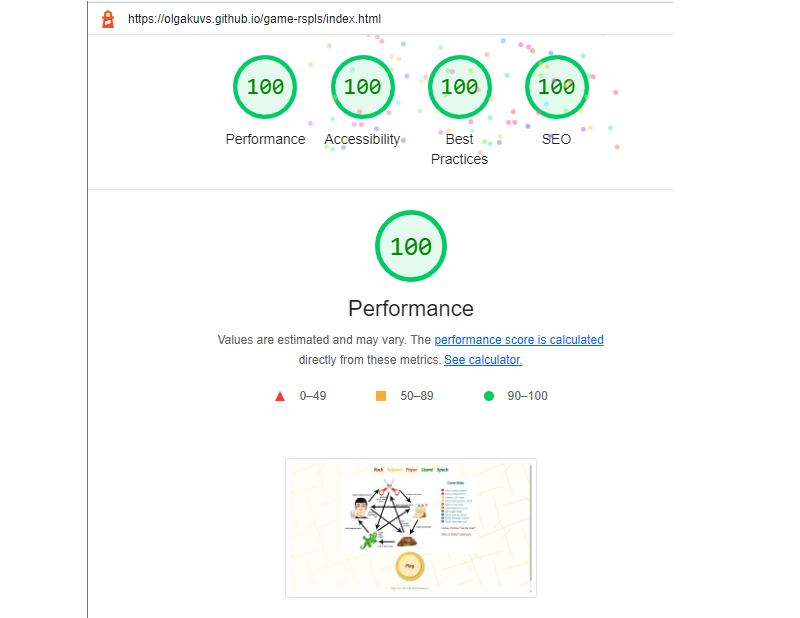 https://olgakuvs.github.io/game-rspls/index.html
100 100 100 100
Performance Accessibility Best Practices SEO
100
Performance
Values are estimated and may vary. The performance score is calculated
directly from these metrics. See calculator.
0–49 50–89 90–100
Rock Scissors Paper Lizard Spock
Game Rules
Play